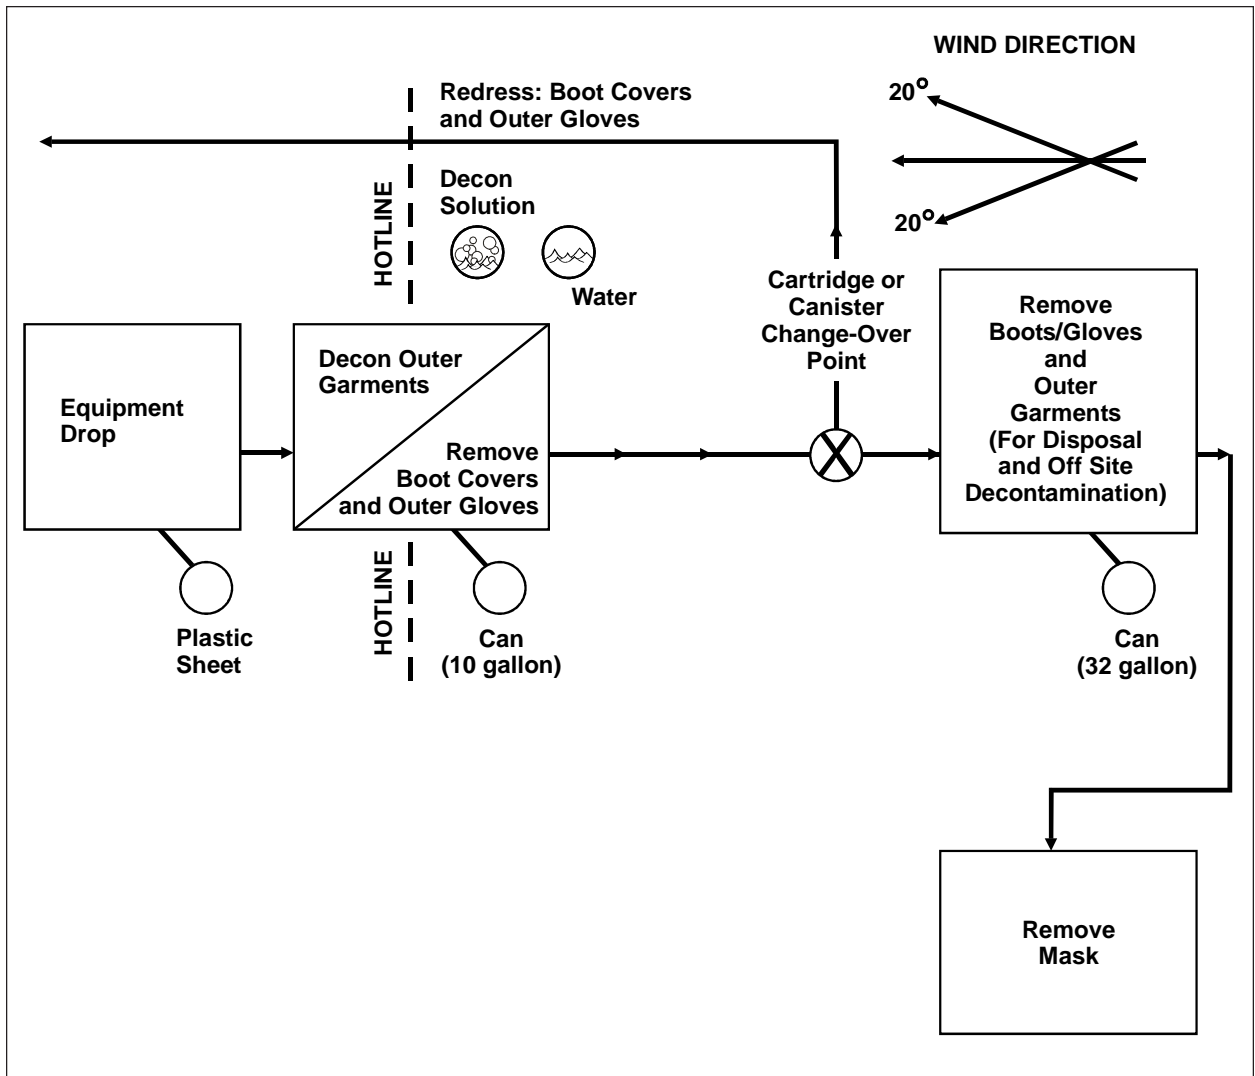 WIND DIRECTION
20°
20°
Redress: Boot Covers
and Outer Gloves
HOTLINE
Decon
Solution
Water
Cartridge or
Canister
Change-Over
Point
Equipment
Drop
Decon Outer
Garments
Remove
Boot Covers
and Outer Gloves
Remove
Boots/Gloves
and
Outer
Garments
(For Disposal
and Off Site
Decontamination)
Plastic
Sheet
HOTLINE
Can
(10 gallon)
Can
(32 gallon)
Remove
Mask